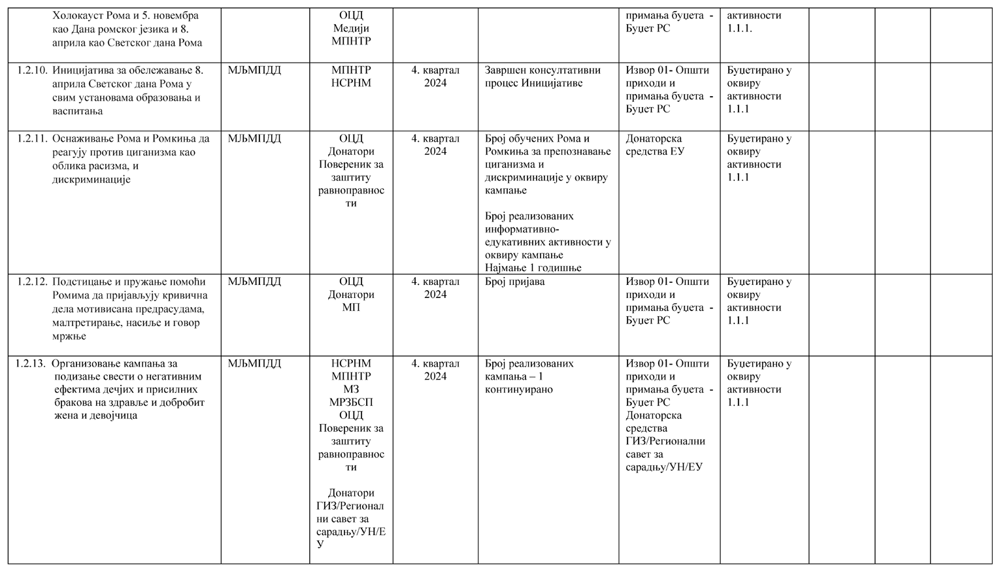 Холокауст Рома и 5. новембра
као Дана ромског језика и 8.
априла као Светског дана Рома
ОЦД
Медији
МПНТР
примања буџета -
Буџет РС
активности
1.1.1.
1.2.10. Иницијатива за обележавање 8.
априла Светског дана Рома у
свим установама образовања и
васпитања
МЉМПДД
МПНТР
НСРНМ
4. квартал
2024
Завршен консултативни
процес Иницијативе
Извор 01- Општи
приходи и
примања буџета -
Буџет РС
Буџетирано у
оквиру
активности
1.1.1
1.2.11. Оснаживање Рома и Ромкиња да
реагују против циганизма као
облика расизма, и
дискриминације
МЉМПДД
ОЦД
Донатори
Повереник за
заштиту
равноправнос
ти
4. квартал
2024
Број обучених Рома и
Ромкиња за препознавање
циганизма и
дискриминације у оквиру
кампање
Број реализованих
информативно-
едукативних активности у
оквиру кампање
Најмање 1 годишње
Донаторска
средства ЕУ
Буџетирано у
оквиру
активности
1.1.1
1.2.12. Подстицање и пружање помоћи
Ромима да пријављују кривична
дела мотивисана предрасудама,
малтретирање, насиље и говор
мржње
МЉМПДД
ОЦД
Донатори
МП
4. квартал
2024
Број пријава
Извор 01- Општи
приходи и
примања буџета -
Буџет РС
Буџетирано у
оквиру
активности
1.1.1
1.2.13. Организовање кампања за
подизање свести о негативним
ефектима дечјих и присилних
бракова на здравље и добробит
жена и девојчица
МЉМПДД
НСРНМ
МПНТР
МЗ
МРЗБСП
ОЦД
Повереник за
заштиту
равноправнос
ти
Донатори
ГИЗ/Регионал
ни савет за
сарадњу/УН/Е
У
4. квартал
2024
Број реализованих
кампања – 1
континуирано
Извор 01- Општи
приходи и
примања буџета -
Буџет РС
Донаторска
средства
ГИЗ/Регионални
савет за
сарадњу/УН/ЕУ
Буџетирано у
оквиру
активности
1.1.1